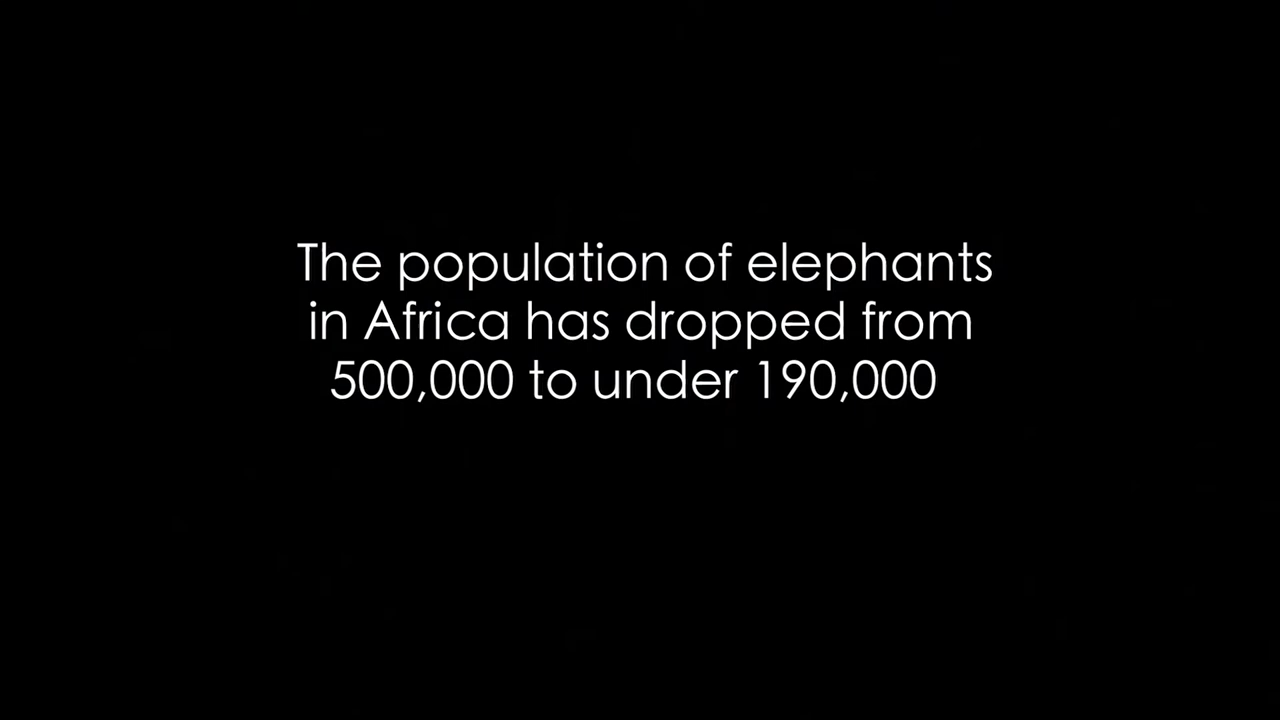 The population of elephants
in Africa has dropped from
500,000 to under 190,000